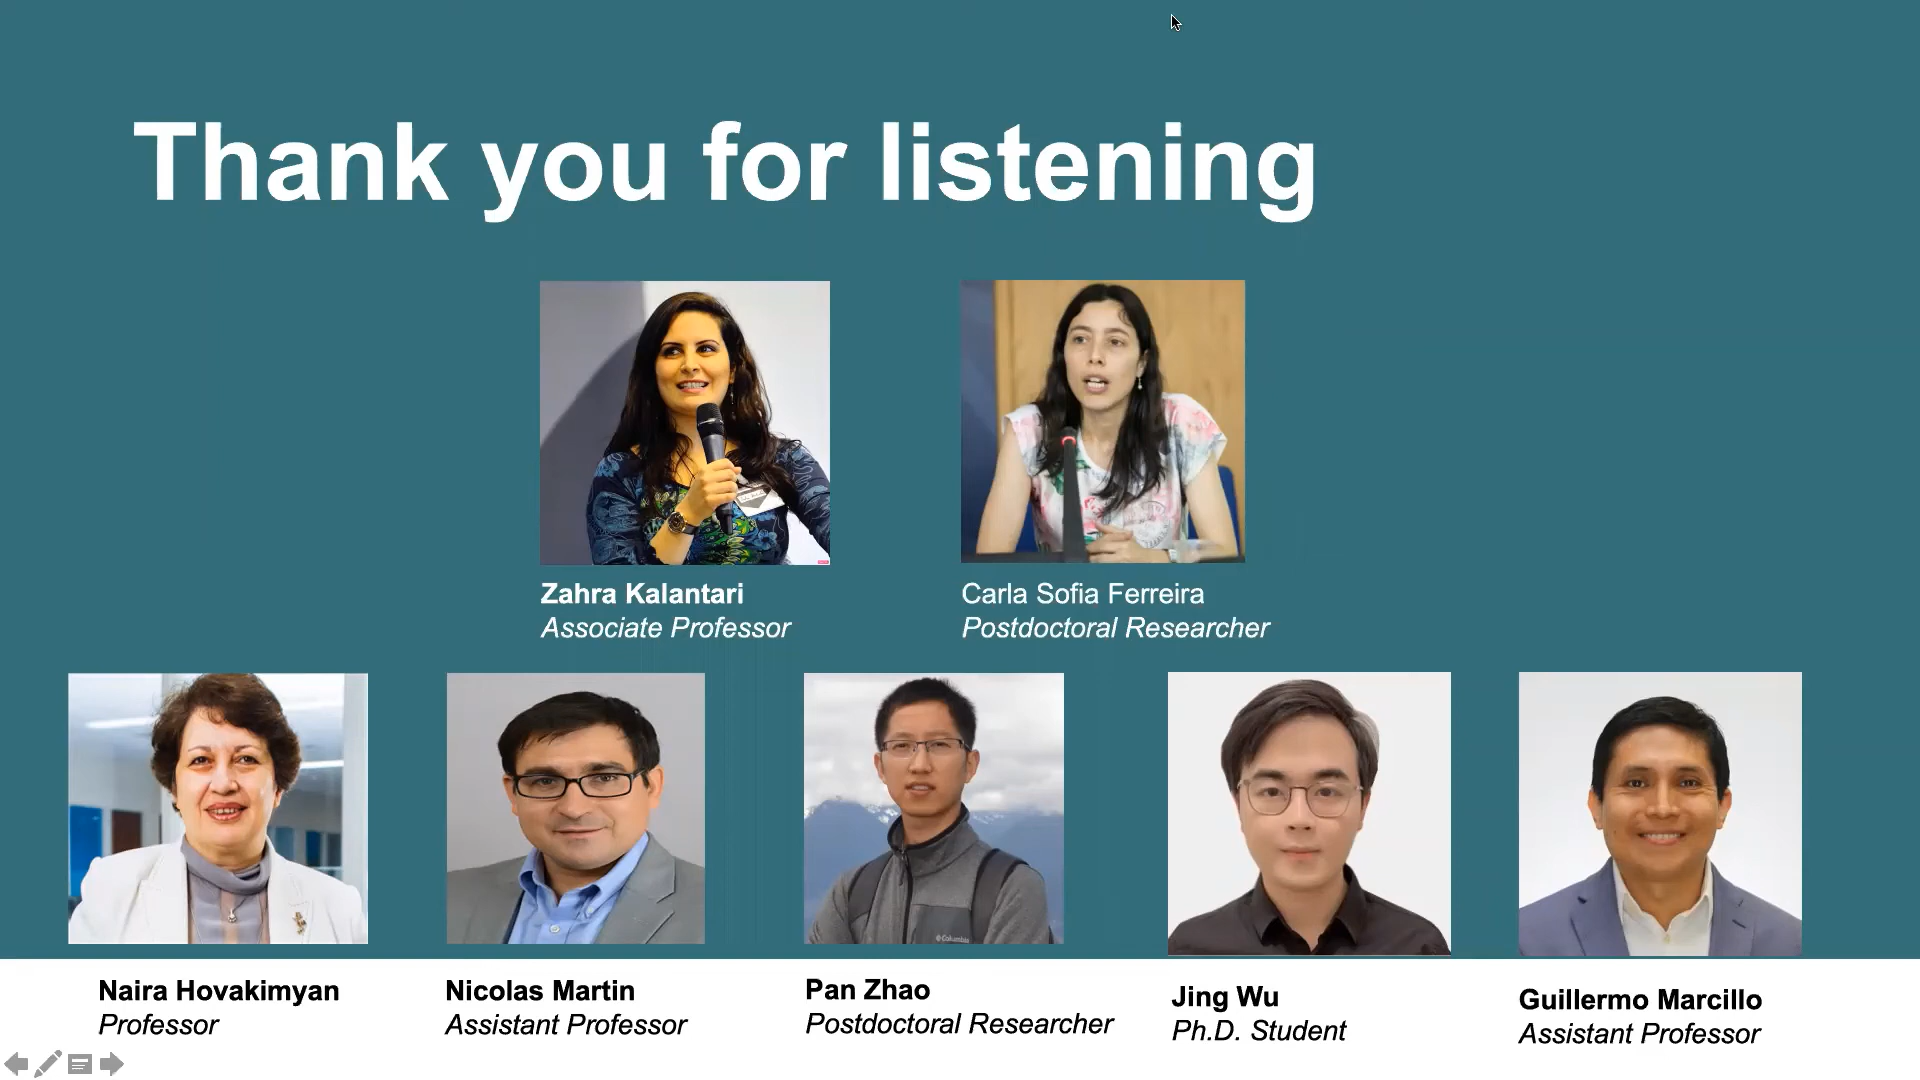 Thank you for listening
Zahra Kalantari
Associate Professor
Carla Sofia Ferreira
Postdoctoral Researcher
Columbia
Naira Hovakimyan
Professor
Nicolas Martin
Assistant Professor
Pan Zhao
Postdoctoral Researcher
Jing Wu
Ph.D. Student
Guillermo Marcillo
Assistant Professor